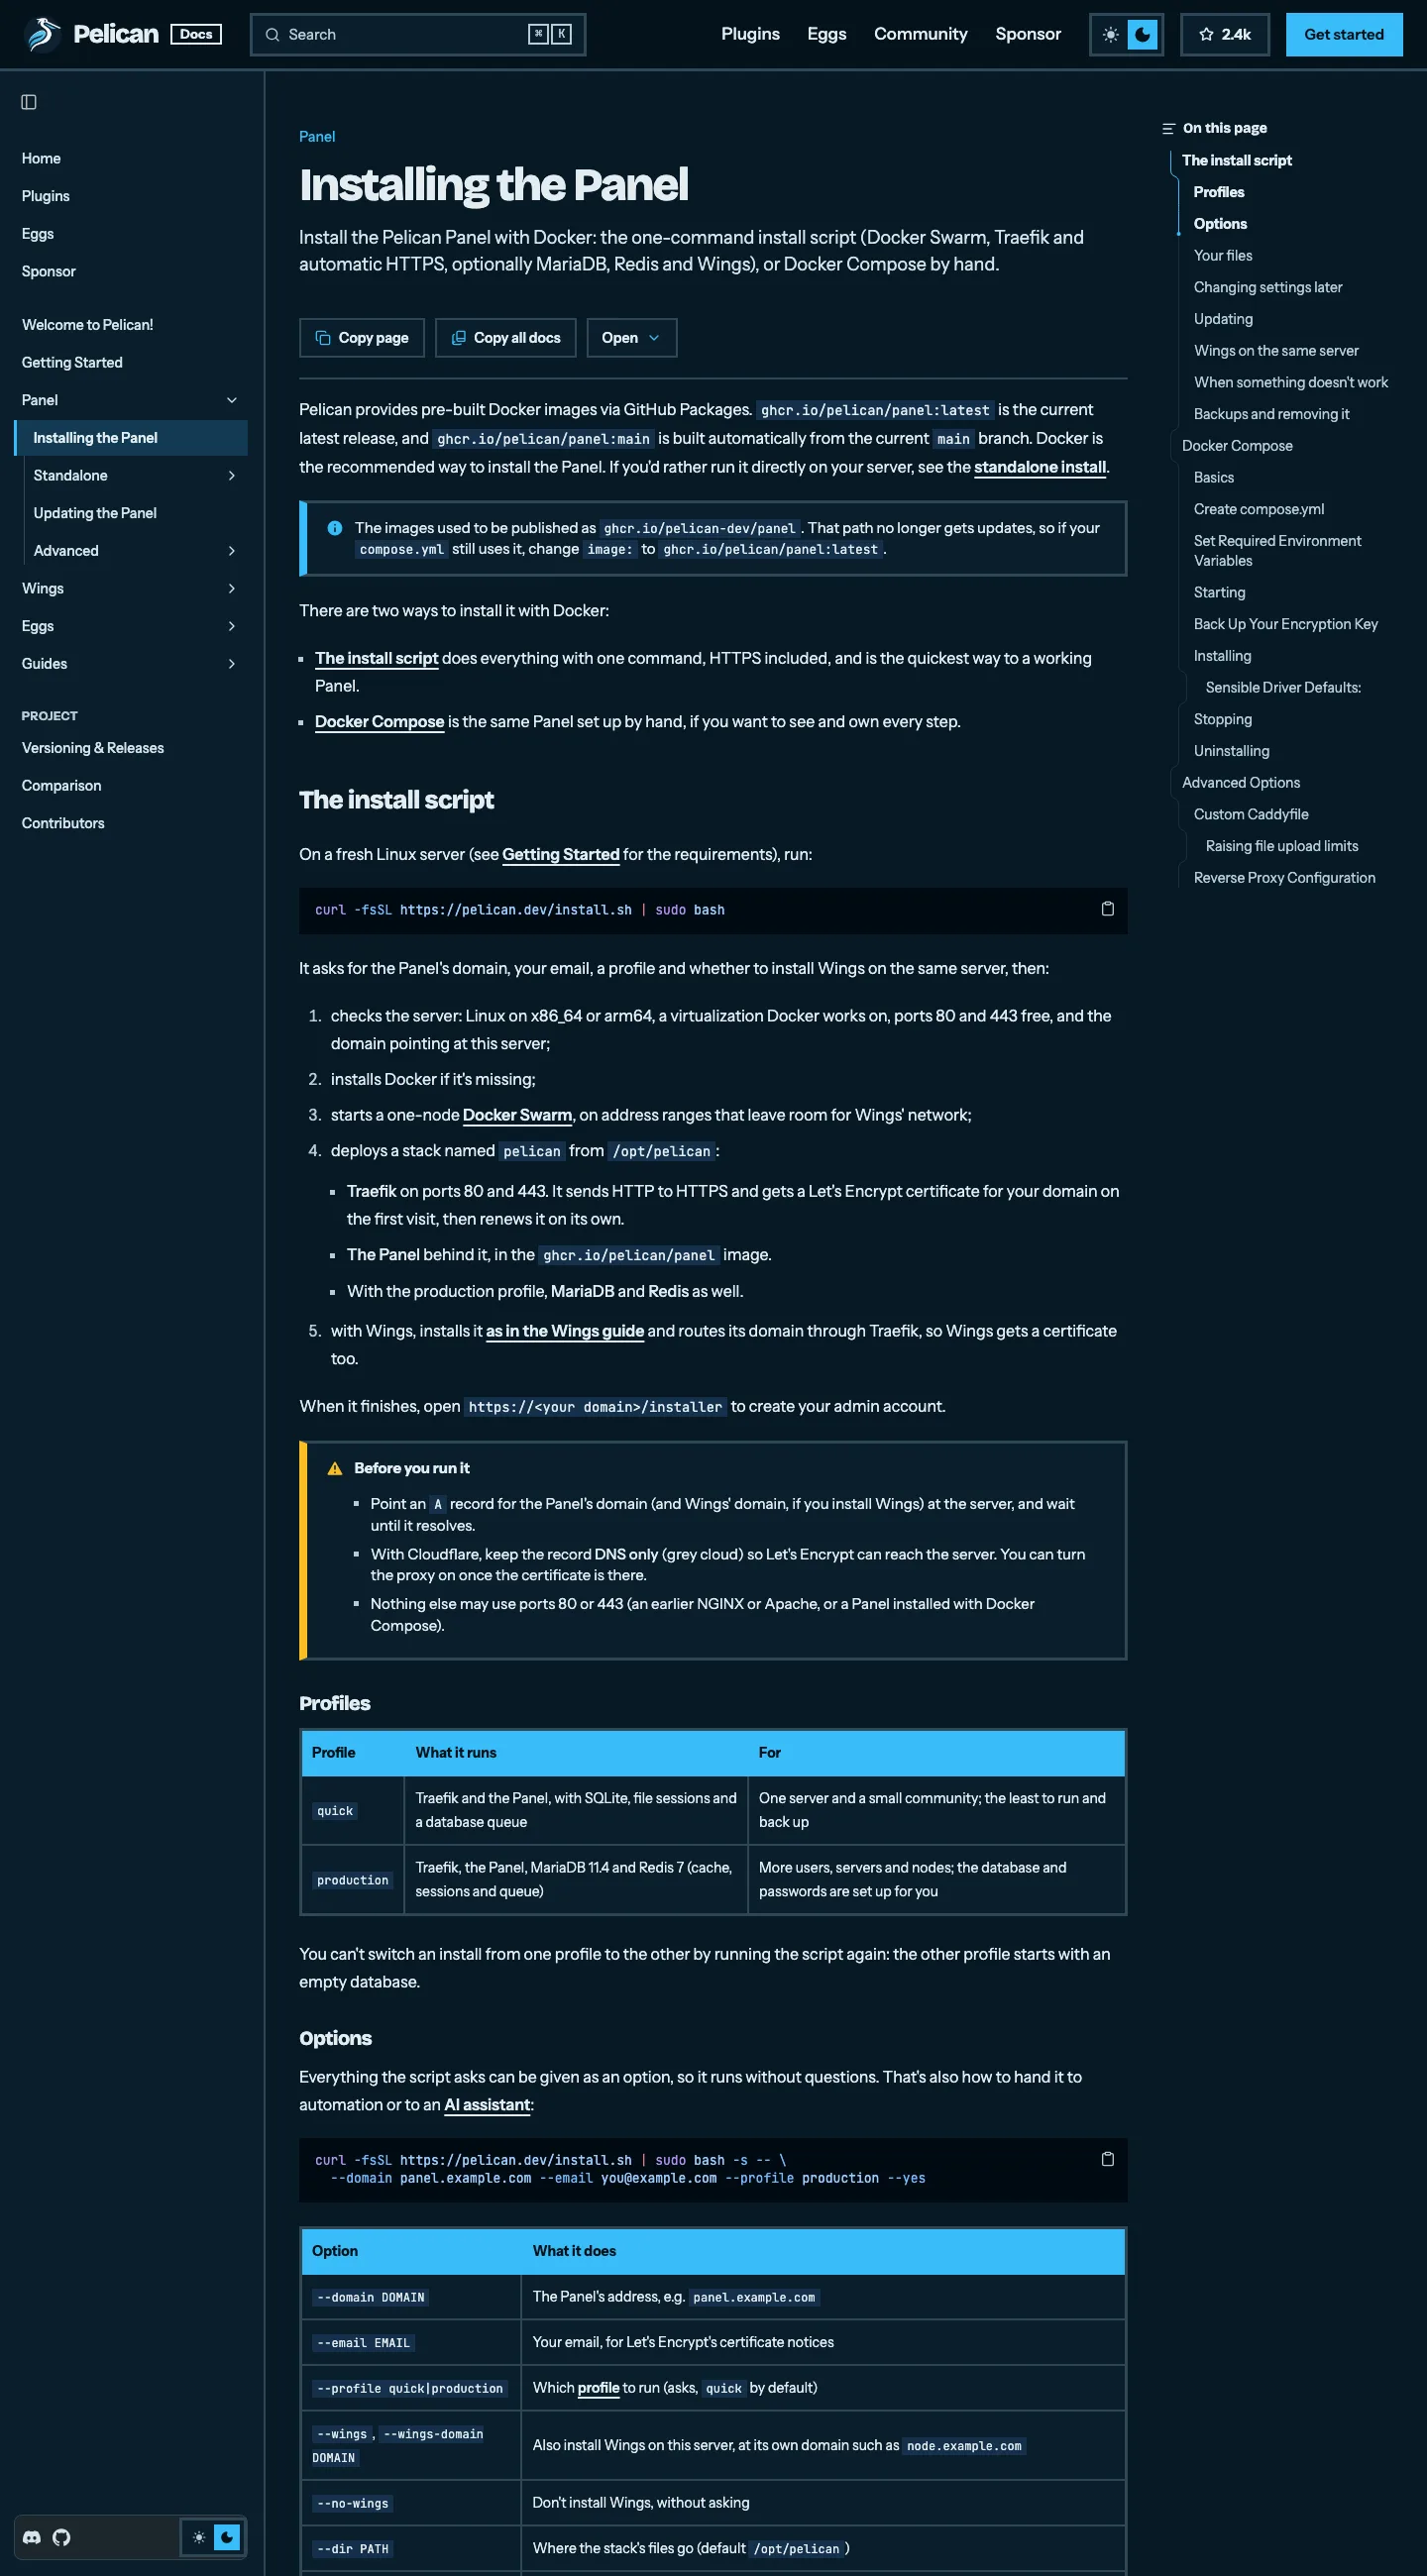 Pelican Docs
Search ⌘ K
Plugins Eggs Community Sponsor
2.4k
Get started
Home
Plugins
Eggs
Sponsor
Welcome to Pelican!
Getting Started
Panel
Installing the Panel
Standalone
Updating the Panel
Advanced
Wings
Eggs
Guides
PROJECT
Versioning & Releases
Comparison
Contributors
Panel
Installing the Panel
Install the Pelican Panel with Docker: the one-command install script (Docker Swarm, Traefik and
automatic HTTPS, optionally MariaDB, Redis and Wings), or Docker Compose by hand.
Copy page Copy all docs Open
Pelican provides pre-built Docker images via GitHub Packages. ghcr.io/pelican/panel:latest is the current
latest release, and ghcr.io/pelican/panel:main is built automatically from the current main branch. Docker is
the recommended way to install the Panel. If you'd rather run it directly on your server, see the standalone install.
The images used to be published as ghcr.io/pelican-dev/panel. That path no longer gets updates, so if your
compose.yml still uses it, change image: to ghcr.io/pelican/panel:latest.
There are two ways to install it with Docker:
The install script does everything with one command, HTTPS included, and is the quickest way to a working
Panel.
Docker Compose is the same Panel set up by hand, if you want to see and own every step.
The install script
On a fresh Linux server (see Getting Started for the requirements), run:
curl -fsSL https://pelican.dev/install.sh | sudo bash
It asks for the Panel's domain, your email, a profile and whether to install Wings on the same server, then:
1. checks the server: Linux on x86_64 or arm64, a virtualization Docker works on, ports 80 and 443 free, and the
domain pointing at this server;
2. installs Docker if it's missing;
3. starts a one-node Docker Swarm, on address ranges that leave room for Wings' network;
4. deploys a stack named pelican from /opt/pelican:
Traefik on ports 80 and 443. It sends HTTP to HTTPS and gets a Let's Encrypt certificate for your domain on
the first visit, then renews it on its own.
The Panel behind it, in the ghcr.io/pelican/panel image.
With the production profile, MariaDB and Redis as well.
5. with Wings, installs it as in the Wings guide and routes its domain through Traefik, so Wings gets a certificate
too.
When it finishes, open https://<your domain>/installer to create your admin account.
Before you run it
Point an A record for the Panel's domain (and Wings' domain, if you install Wings) at the server, and wait
until it resolves.
With Cloudflare, keep the record DNS only (grey cloud) so Let's Encrypt can reach the server. You can turn
the proxy on once the certificate is there.
Nothing else may use ports 80 or 443 (an earlier NGINX or Apache, or a Panel installed with Docker
Compose).
Profiles
Profile What it runs For
quick Traefik and the Panel, with SQLite, file sessions and
a database queue
One server and a small community; the least to run and
back up
production Traefik, the Panel, MariaDB 11.4 and Redis 7 (cache,
sessions and queue)
More users, servers and nodes; the database and
passwords are set up for you
You can't switch an install from one profile to the other by running the script again: the other profile starts with an
empty database.
Options
Everything the script asks can be given as an option, so it runs without questions. That's also how to hand it to
automation or to an AI assistant:
curl -fsSL https://pelican.dev/install.sh | sudo bash -s -- \
--domain panel.example.com --email you@example.com --profile production --yes
Option What it does
--domain DOMAIN The Panel's address, e.g. panel.example.com
--email EMAIL Your email, for Let's Encrypt's certificate notices
--profile quick|production Which profile to run (asks, quick by default)
--wings, --wings-domain
DOMAIN
Also install Wings on this server, at its own domain such as node.example.com
--no-wings Don't install Wings, without asking
--dir PATH Where the stack's files go (default /opt/pelican)
On this page
The install script
Profiles
Options
Your files
Changing settings later
Updating
Wings on the same server
When something doesn't work
Backups and removing it
Docker Compose
Basics
Create compose.yml
Set Required Environment
Variables
Starting
Back Up Your Encryption Key
Installing
Sensible Driver Defaults:
Stopping
Uninstalling
Advanced Options
Custom Caddyfile
Raising file upload limits
Reverse Proxy Configuration